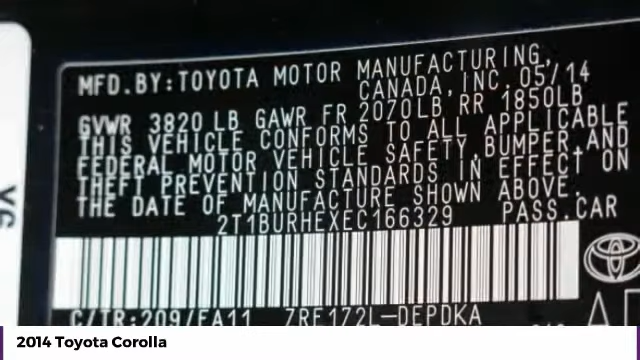 MFD.BY:TOYOTA MOTOR MANUFACTURING,
CANADA,INC. 05/14
GVWR 3820 LB GAWR FR 2070LB RR 1850LB
THIS VEHICLE CONFORMS TO ALL APPLICABLE
FEDERAL MOTOR VEHICLE SAFETY, BUMPER, AND
THEFT PREVENTION STANDARDS IN EFFECT ON
THE DATE OF MANUFACTURE SHOWN ABOVE.
2T1BURHEXEC166329 PASS.CAR
C/TR:209/FA11 ZRE172L-DEPDKA
2014 Toyota Corolla